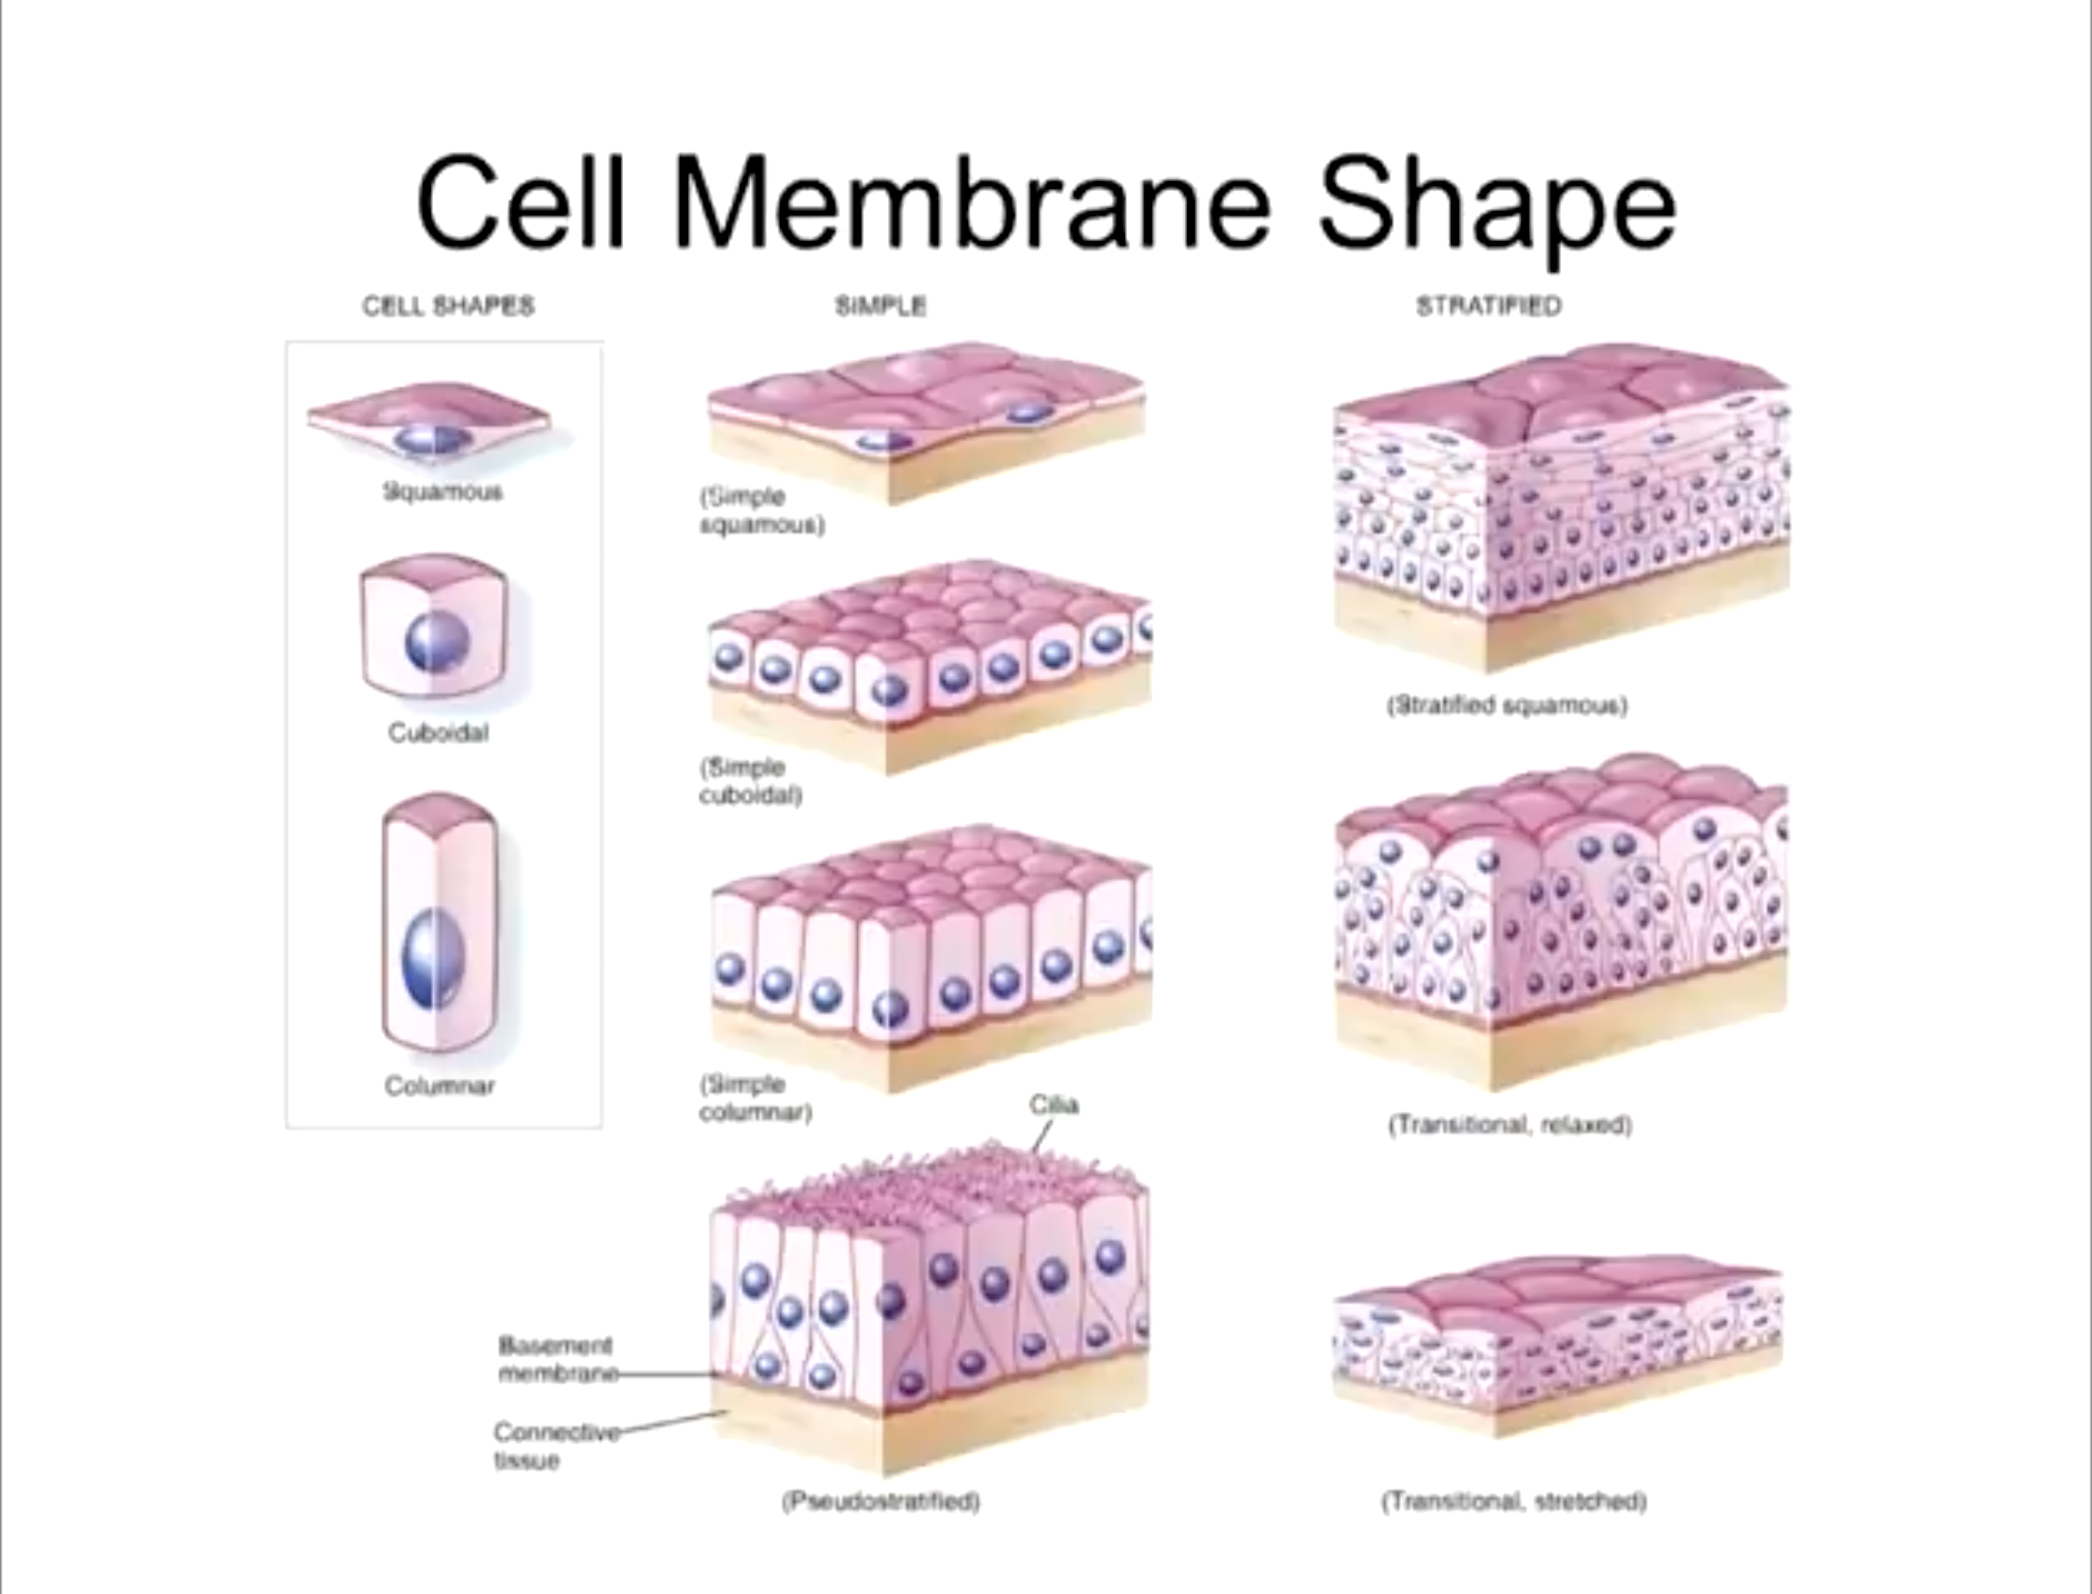 Cell Membrane Shape
CELL SHAPES
SIMPLE
STRATIFIED
Squamous
(Simple
squamous)
Cuboidal
(Stratified squamous)
(Simple
cuboidal)
Columnar
(Simple
columnar)
Cilia
(Transitional, relaxed)
Basement
membrane
Connective
tissue
(Pseudostratified)
(Transitional, stretched)